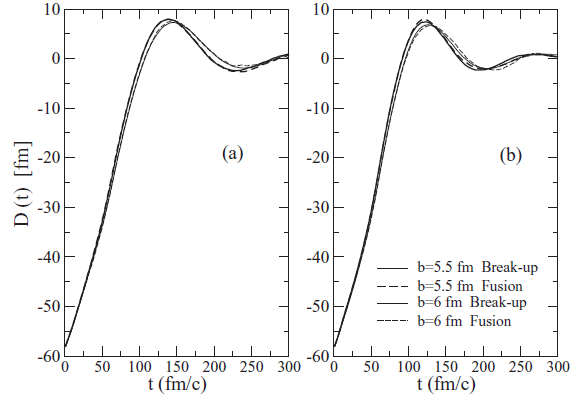 10
0
-10
-20
-30
-40
-50
-60
D (t) [fm]
(a)
0 50 100 150 200 250 300
t (fm/c)
10
0
-10
-20
-30
-40
-50
-60
(b)
b=5.5 fm Break-up
b=5.5 fm Fusion
b=6 fm Break-up
b=6 fm Fusion
0 50 100 150 200 250 300
t (fm/c)